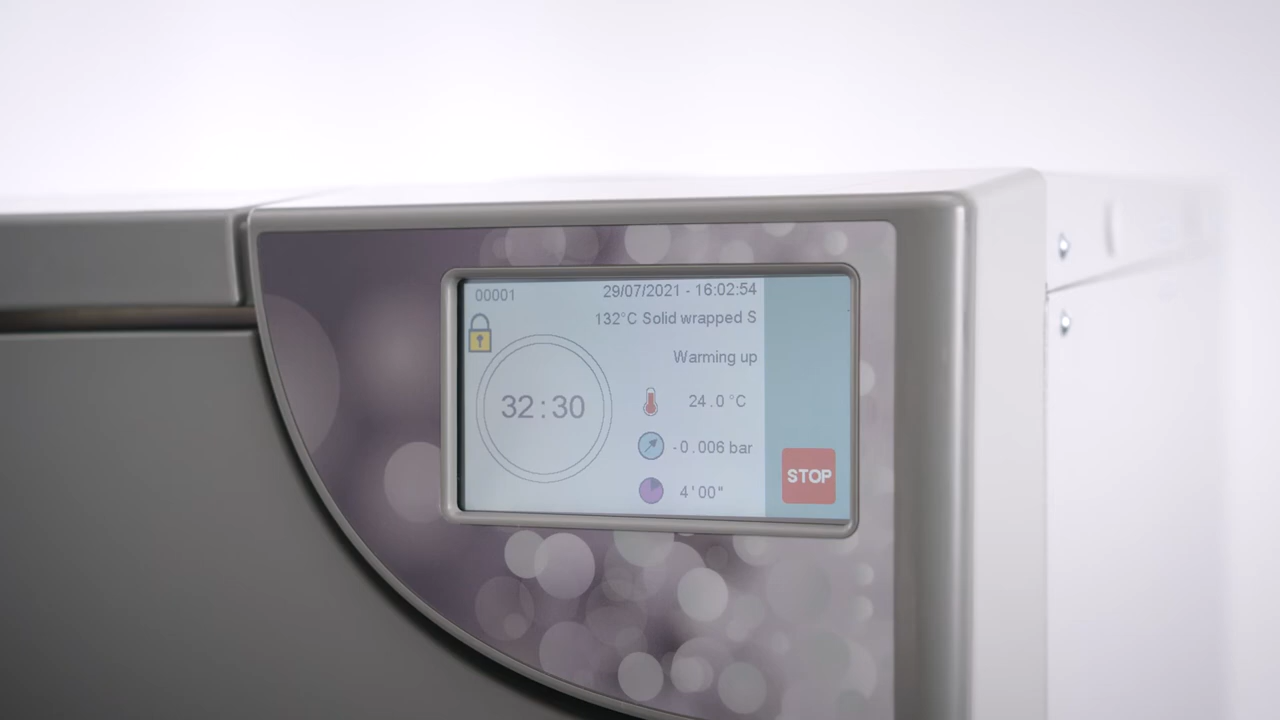 00001
29/07/2021 - 16:02:54
132°C Solid wrapped S
Warming up
32:30
24.0 °C
-0.006 bar
4'00"
STOP